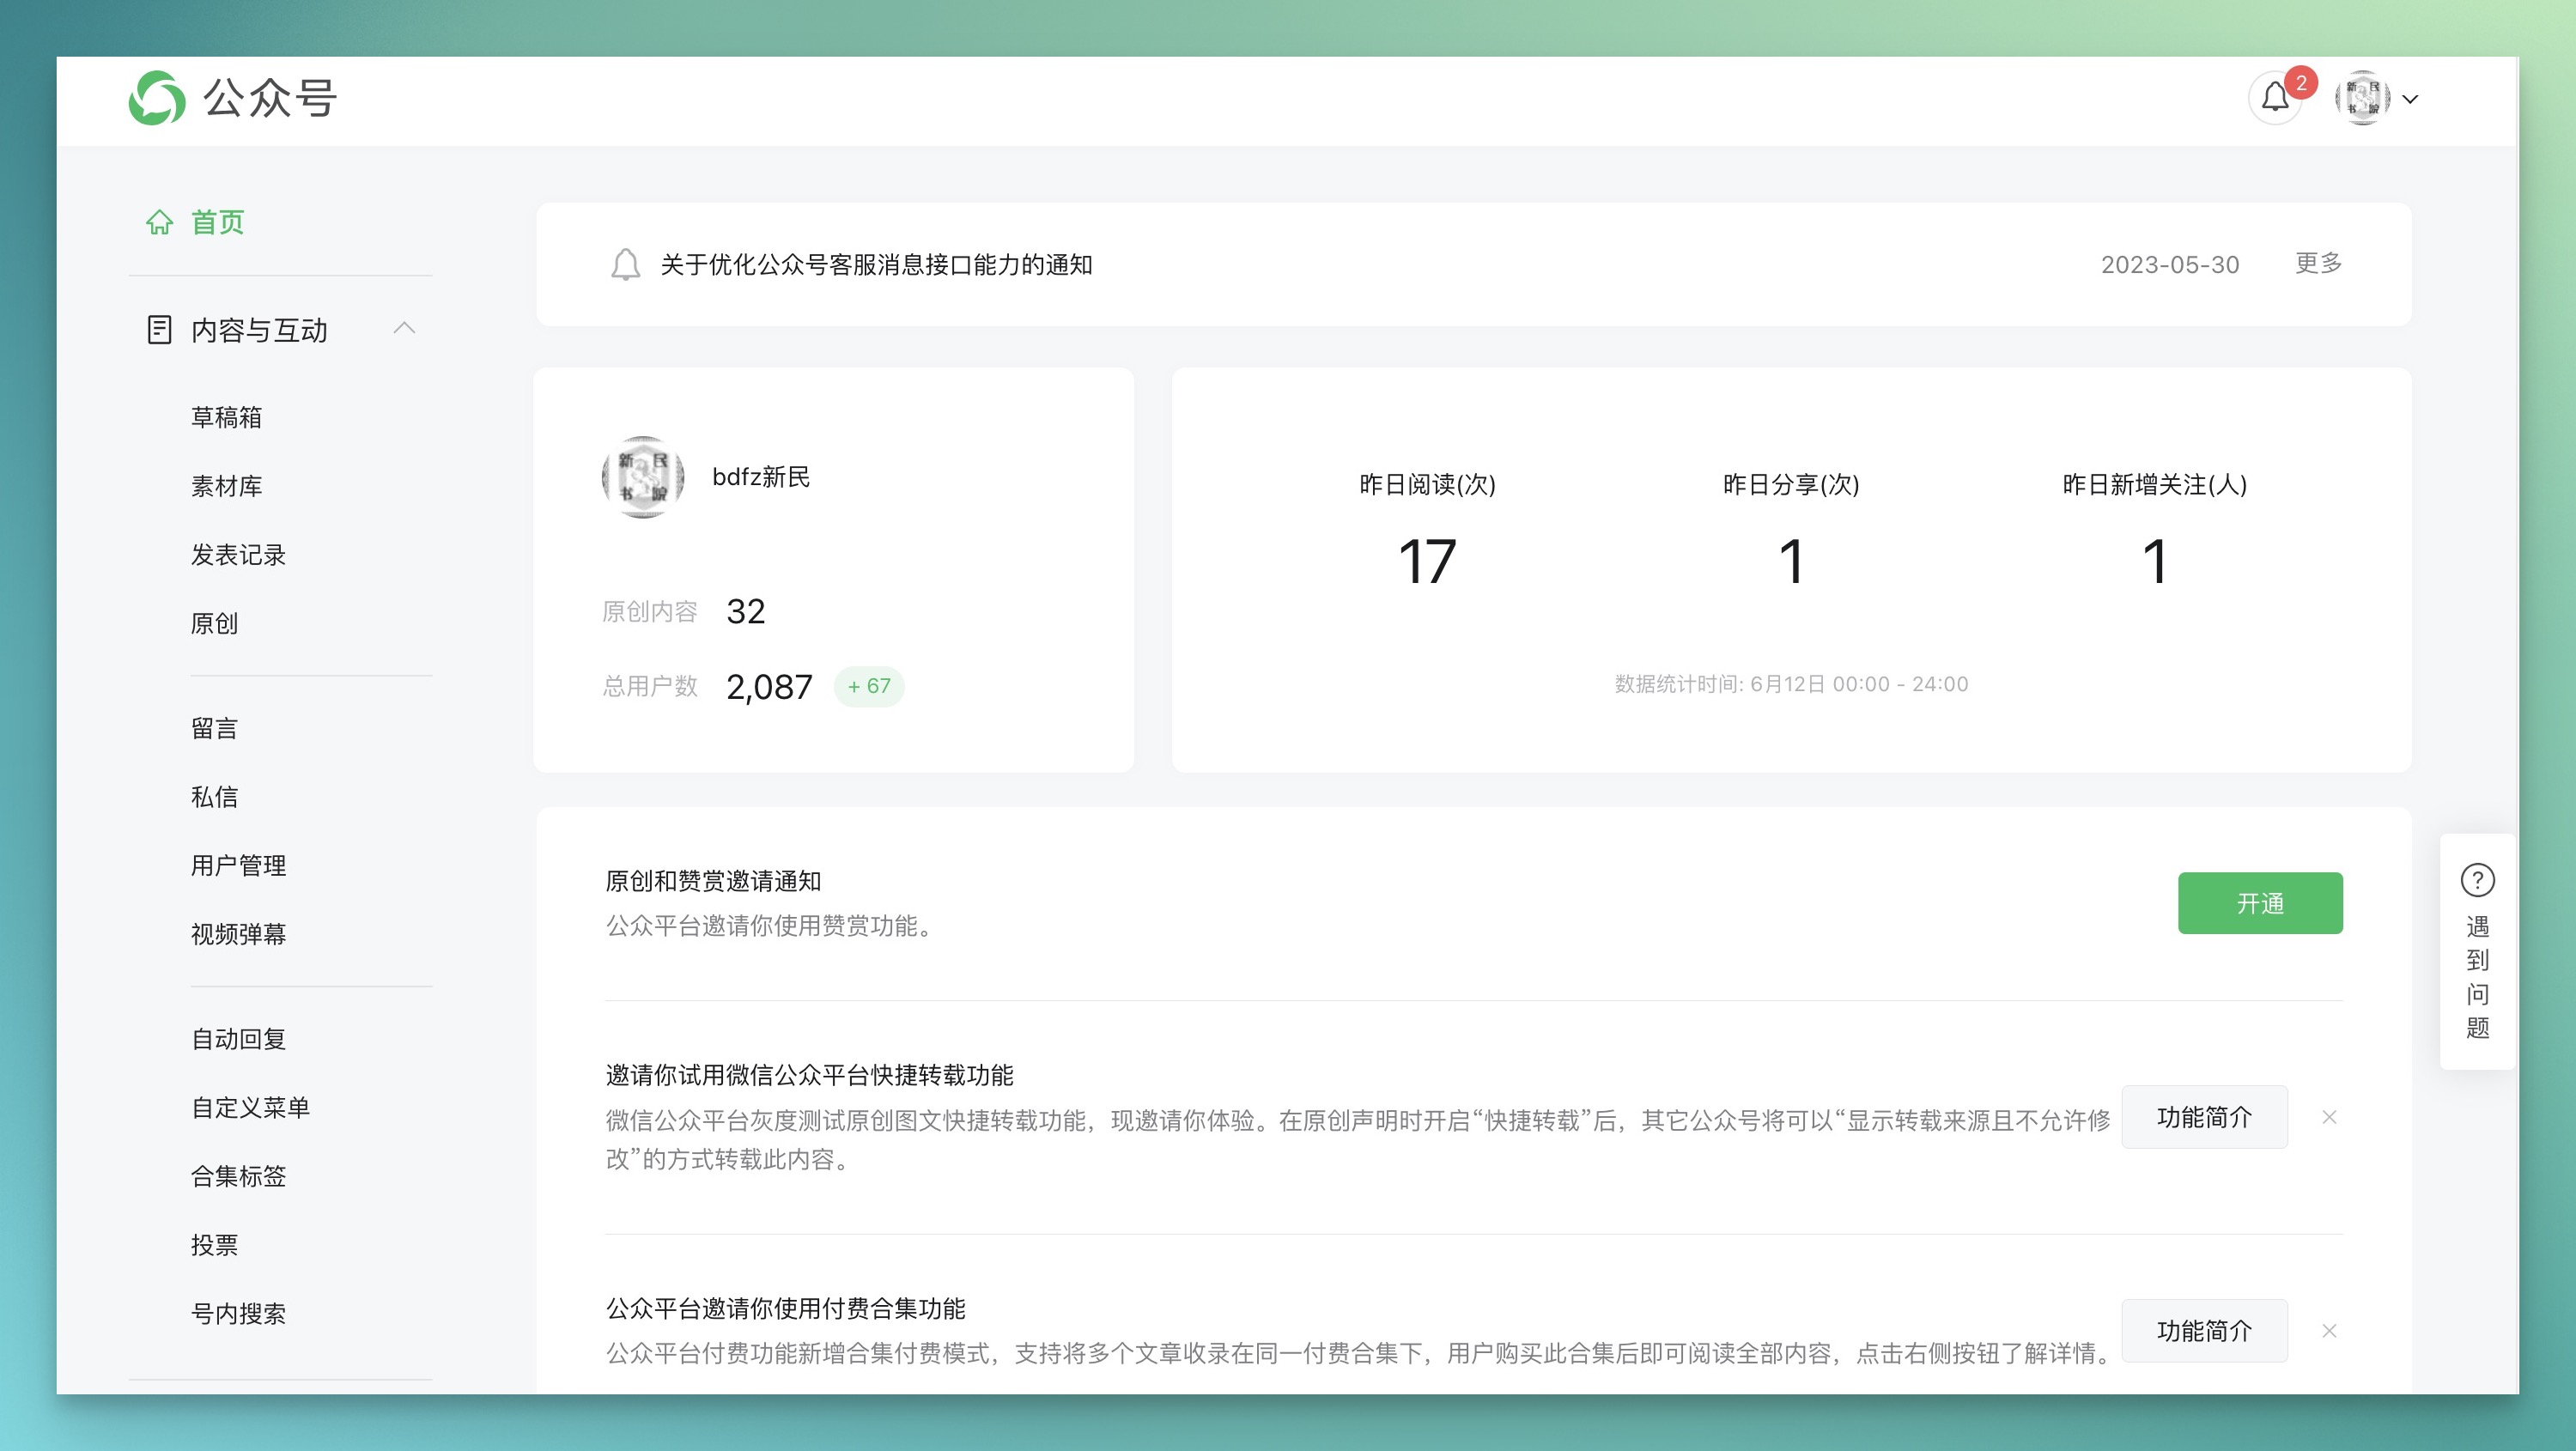 公众号
2
首页
内容与互动
草稿箱
素材库
发表记录
原创
留言
私信
用户管理
视频弹幕
自动回复
自定义菜单
合集标签
投票
号内搜索
关于优化公众号客服消息接口能力的通知
2023-05-30
更多
新民
书院
bdfz新民
原创内容 32
总用户数 2,087 + 67
昨日阅读(次)
17
昨日分享(次)
1
昨日新增关注(人)
1
数据统计时间: 6月12日 00:00 - 24:00
原创和赞赏邀请通知
公众平台邀请你使用赞赏功能。
开通
邀请你试用微信公众平台快捷转载功能
微信公众平台灰度测试原创图文快捷转载功能，现邀请你体验。在原创声明时开启“快捷转载”后，其它公众号将可以“显示转载来源且不允许修
改”的方式转载此内容。
功能简介
公众平台邀请你使用付费合集功能
公众平台付费功能新增合集付费模式，支持将多个文章收录在同一付费合集下，用户购买此合集后即可阅读全部内容，点击右侧按钮了解详情。
功能简介
遇
到
问
题